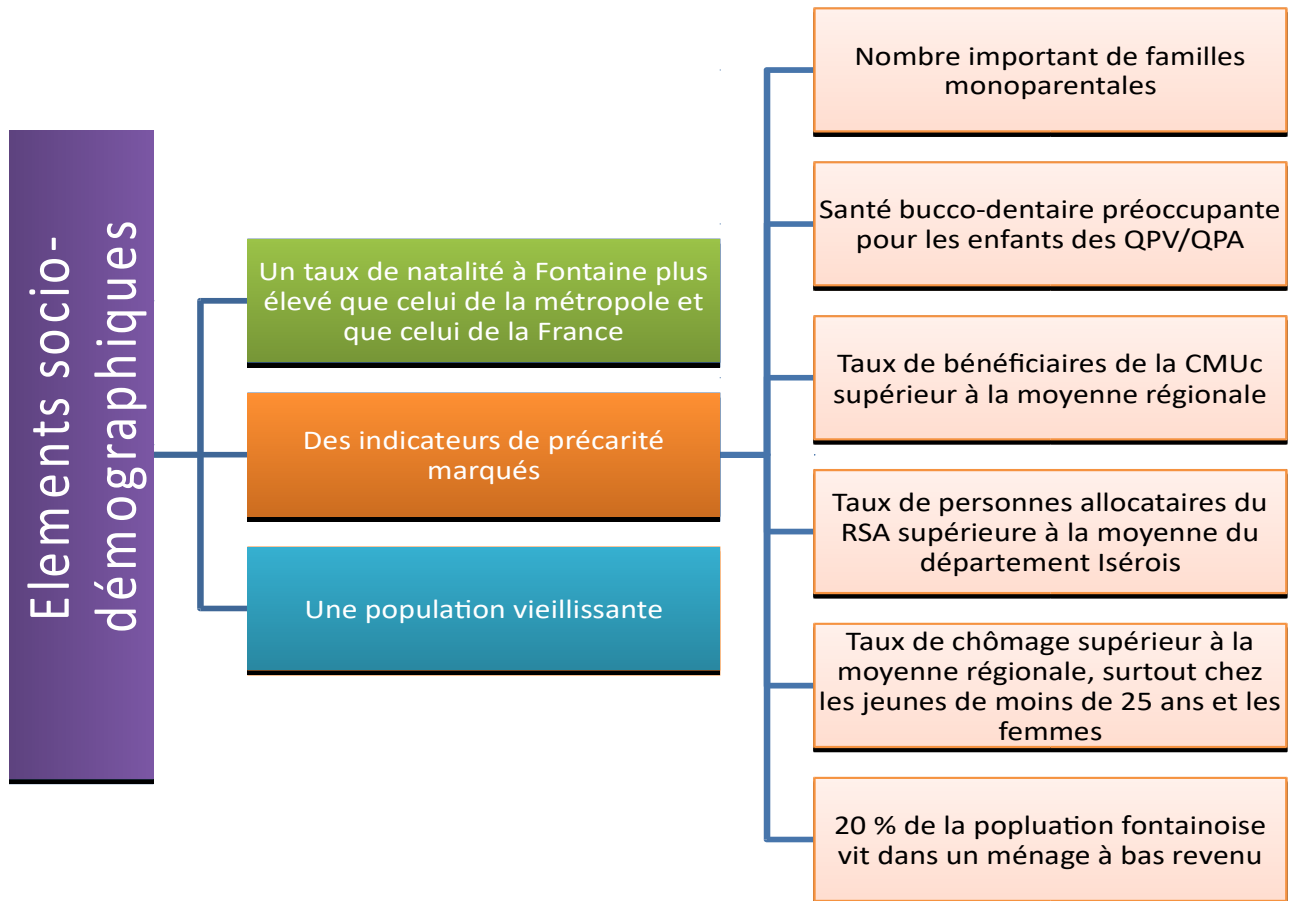 Elements socio-
démographiques
Un taux de natalité à Fontaine plus
élevé que celui de la métropole et
que celui de la France
Des indicateurs de précarité
marqués
Une population vieillissante
Nombre important de familles
monoparentales
Santé bucco-dentaire préoccupante
pour les enfants des QPV/QPA
Taux de bénéficiaires de la CMUc
supérieur à la moyenne régionale
Taux de personnes allocataires du
RSA supérieure à la moyenne du
département Isérois
Taux de chômage supérieur à la
moyenne régionale, surtout chez
les jeunes de moins de 25 ans et les
femmes
20 % de la popluation fontainoise
vit dans un ménage à bas revenu